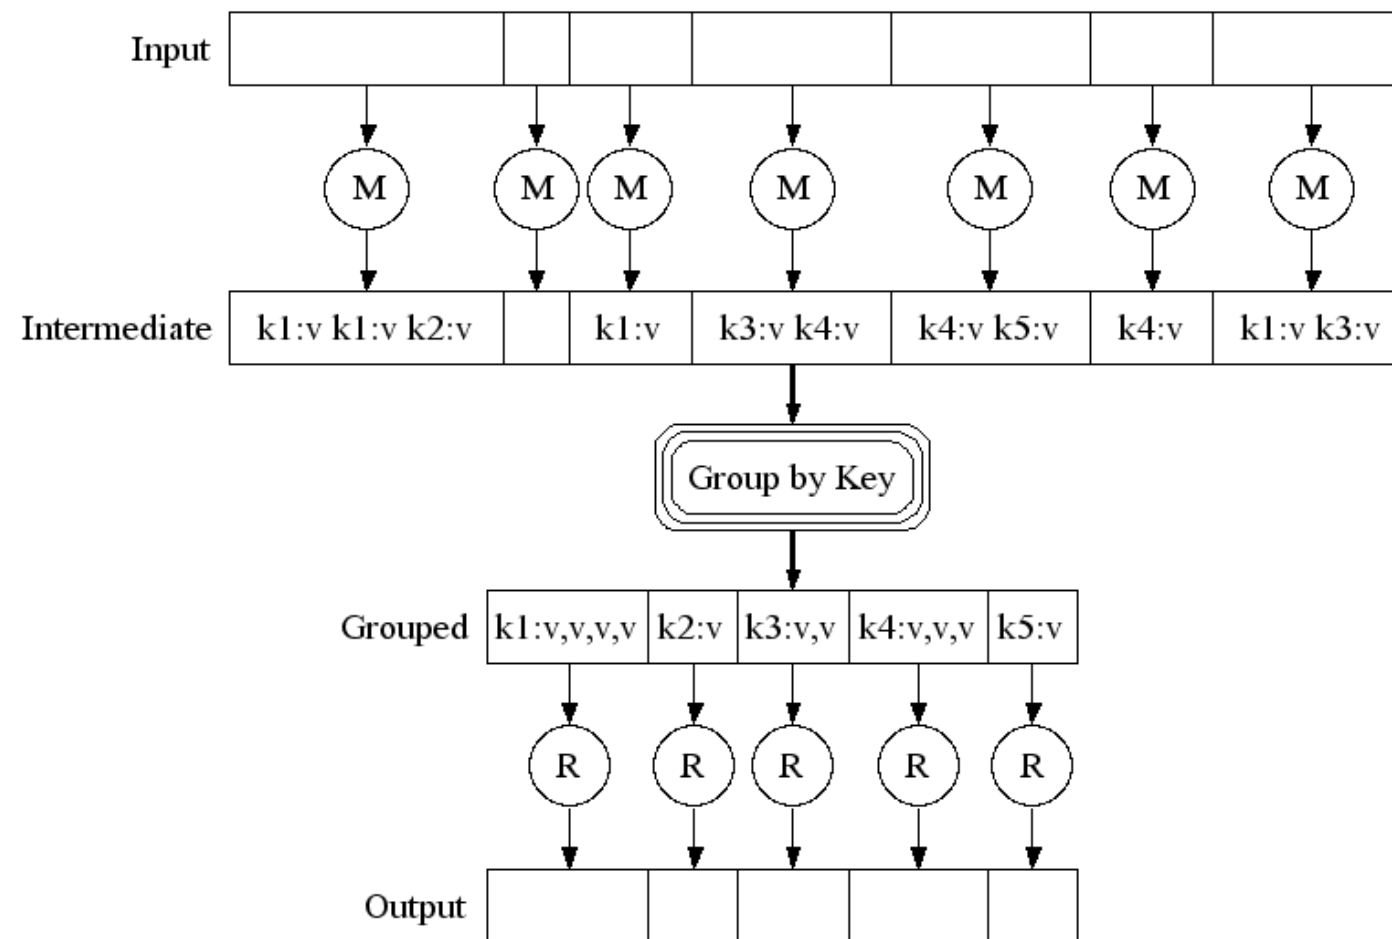 Input
M M M M M M M
Intermediate k1:v k1:v k2:v k1:v k3:v k4:v k4:v k5:v k4:v k1:v k3:v
Group by Key
Grouped k1:v,v,v,v k2:v k3:v,v k4:v,v,v k5:v
R R R R R
Output